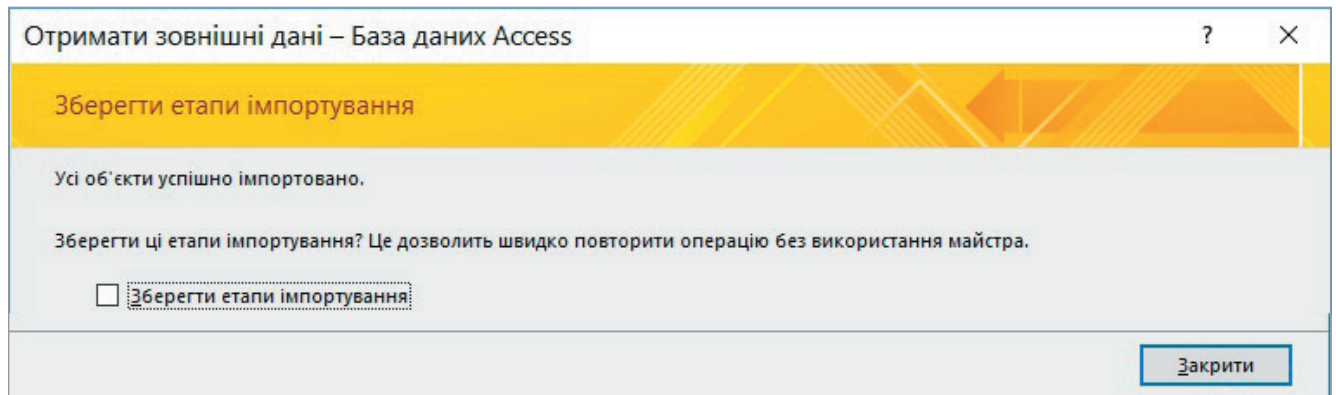 Отримати зовнішні дані – База даних Access ? ×
Зберегти етапи імпортування
Усі об'єкти успішно імпортовано.
Зберегти ці етапи імпортування? Це дозволить швидко повторити операцію без використання майстра.
Зберегти етапи імпортування
Закрити